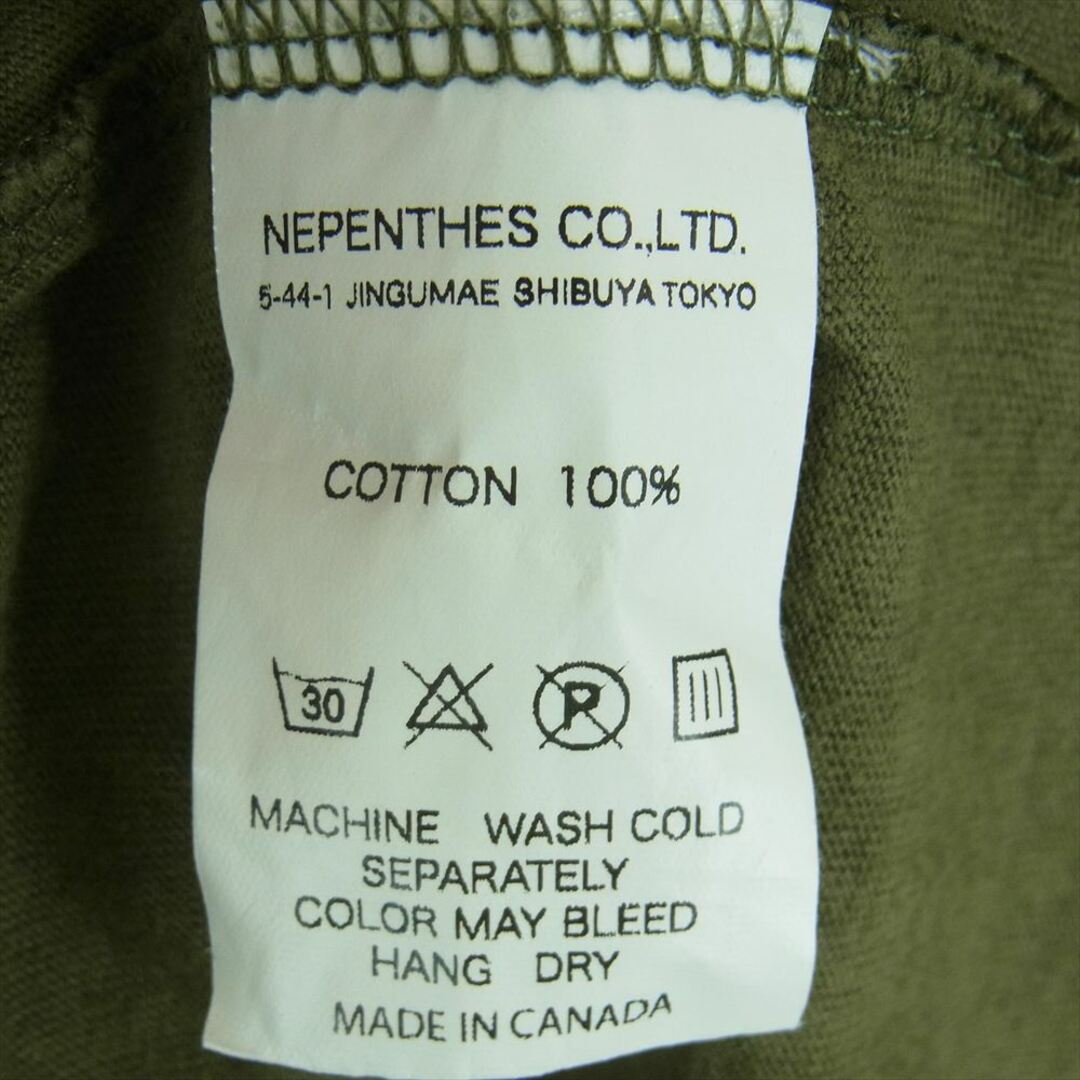 NEPENTHES CO.,LTD.
5-44-1 JINGUMAE SHIBUYA TOKYO
COTTON 100%
30
P
MACHINE WASH COLD
SEPARATELY
COLOR MAY BLEED
HANG DRY
MADE IN CANADA